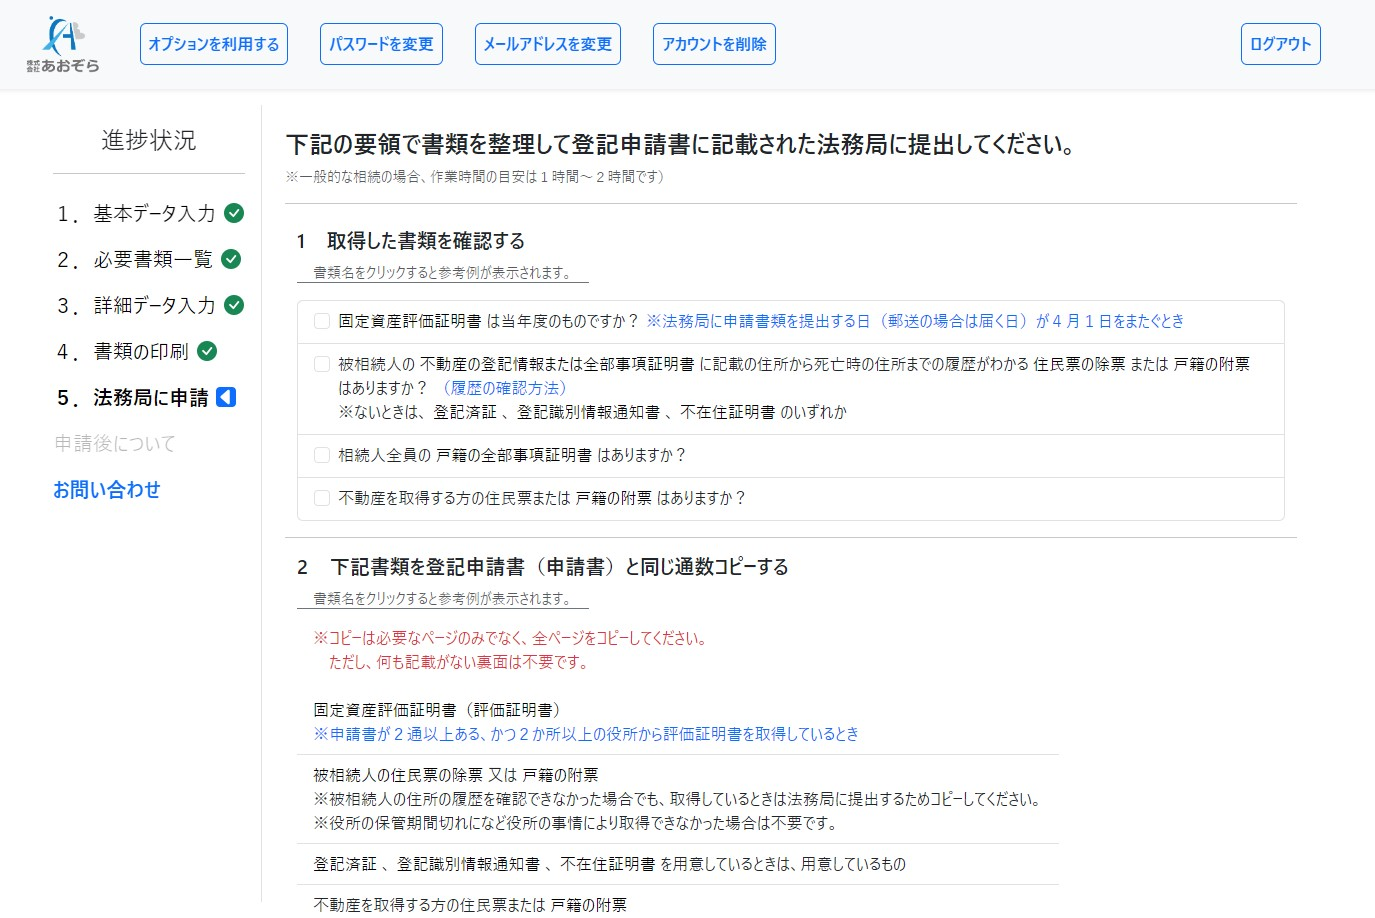 株式会社あおぞら
オプションを利用する
パスワードを変更
メールアドレスを変更
アカウントを削除
ログアウト
進捗状況
1． 基本データ入力
2． 必要書類一覧
3． 詳細データ入力
4． 書類の印刷
5． 法務局に申請
申請後について
お問い合わせ
下記の要領で書類を整理して登記申請書に記載された法務局に提出してください。
※一般的な相続の場合、作業時間の目安は１時間～２時間です）
1　取得した書類を確認する
書類名をクリックすると参考例が表示されます。
固定資産評価証明書 は当年度のものですか？ ※法務局に申請書類を提出する日（郵送の場合は届く日）が４月１日をまたぐとき
被相続人の 不動産の登記情報または全部事項証明書 に記載の住所から死亡時の住所までの履歴がわかる 住民票の除票 または 戸籍の附票
はありますか？ （履歴の確認方法）
※ないときは、 登記済証 、 登記識別情報通知書 、 不在住証明書 のいずれか
相続人全員の 戸籍の全部事項証明書 はありますか？
不動産を取得する方の住民票または 戸籍の附票 はありますか？
2　下記書類を登記申請書（申請書）と同じ通数コピーする
書類名をクリックすると参考例が表示されます。
※コピーは必要なページのみでなく、全ページをコピーしてください。
ただし、何も記載がない裏面は不要です。
固定資産評価証明書（評価証明書）
※申請書が２通以上ある、かつ２か所以上の役所から評価証明書を取得しているとき
被相続人の住民票の除票 又は 戸籍の附票
※被相続人の住所の履歴を確認できなかった場合でも、取得しているときは法務局に提出するためコピーしてください。
※役所の保管期間切れになど役所の事情により取得できなかった場合は不要です。
登記済証 、 登記識別情報通知書 、 不在住証明書 を用意しているときは、用意しているもの
不動産を取得する方の住民票または 戸籍の附票